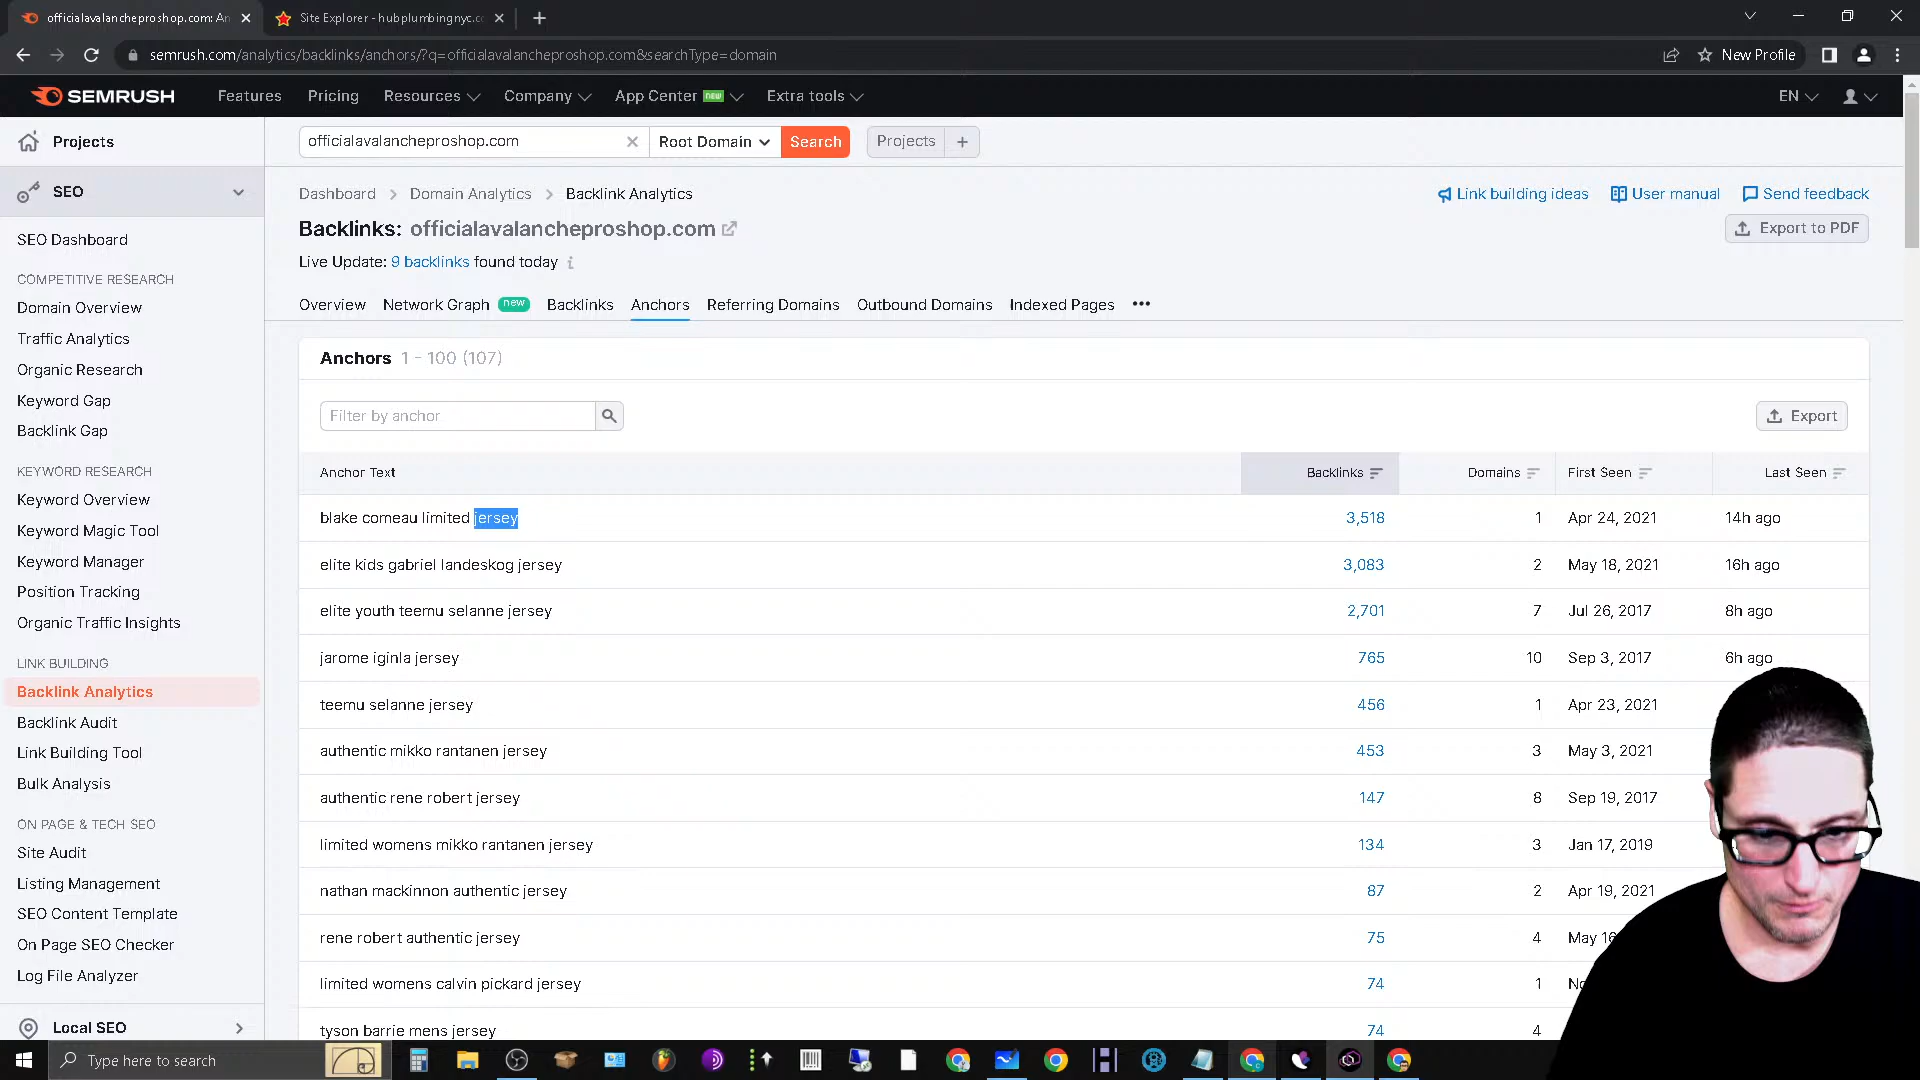 officialavalancheproshop.com: An
Site Explorer - hubplumbingnyc.c
semrush.com/analytics/backlinks/anchors/?q=officialavalancheproshop.com&searchType=domain
New Profile
SEMRUSH
Features
Pricing
Resources
Company
App Center new
Extra tools
EN
Projects
officialavalancheproshop.com
Root Domain
Search
Projects
SEO
Dashboard > Domain Analytics > Backlink Analytics
Link building ideas
User manual
Send feedback
Backlinks: officialavalancheproshop.com
Export to PDF
Live Update: 9 backlinks found today
Overview
Network Graph new
Backlinks
Anchors
Referring Domains
Outbound Domains
Indexed Pages
SEO Dashboard
COMPETITIVE RESEARCH
Domain Overview
Traffic Analytics
Organic Research
Keyword Gap
Backlink Gap
KEYWORD RESEARCH
Keyword Overview
Keyword Magic Tool
Keyword Manager
Position Tracking
Organic Traffic Insights
LINK BUILDING
Backlink Analytics
Backlink Audit
Link Building Tool
Bulk Analysis
ON PAGE & TECH SEO
Site Audit
Listing Management
SEO Content Template
On Page SEO Checker
Log File Analyzer
Local SEO
Anchors 1 - 100 (107)
Filter by anchor
Export
Anchor Text Backlinks Domains First Seen Last Seen
blake comeau limited jersey 3,518 1 Apr 24, 2021 14h ago
elite kids gabriel landeskog jersey 3,083 2 May 18, 2021 16h ago
elite youth teemu selanne jersey 2,701 7 Jul 26, 2017 8h ago
jarome iginla jersey 765 10 Sep 3, 2017 6h ago
teemu selanne jersey 456 1 Apr 23, 2021
authentic mikko rantanen jersey 453 3 May 3, 2021
authentic rene robert jersey 147 8 Sep 19, 2017
limited womens mikko rantanen jersey 134 3 Jan 17, 2019
nathan mackinnon authentic jersey 87 2 Apr 19, 2021
rene robert authentic jersey 75 4 May
limited womens calvin pickard jersey 74 1
tyson barrie mens jersey 74 4
Type here to search